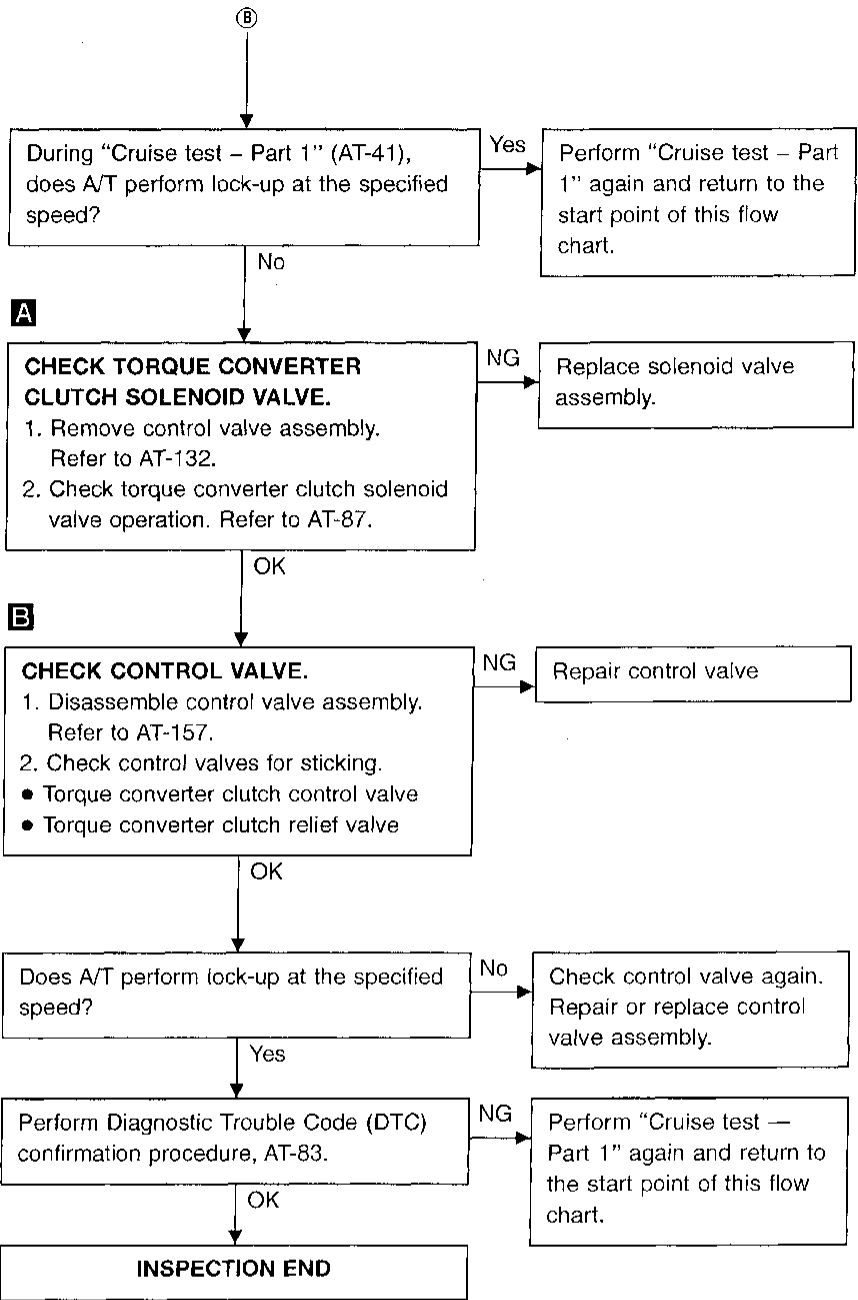 B
During “Cruise test – Part 1” (AT-41),
does A/T perform lock-up at the specified
speed?
Yes
Perform “Cruise test – Part
1” again and return to the
start point of this flow
chart.
No
A
CHECK TORQUE CONVERTER
CLUTCH SOLENOID VALVE.
1. Remove control valve assembly.
Refer to AT-132.
2. Check torque converter clutch solenoid
valve operation. Refer to AT-87.
NG
Replace solenoid valve
assembly.
OK
B
CHECK CONTROL VALVE.
1. Disassemble control valve assembly.
Refer to AT-157.
2. Check control valves for sticking.
● Torque converter clutch control valve
● Torque converter clutch relief valve
NG
Repair control valve
OK
Does A/T perform lock-up at the specified
speed?
No
Check control valve again.
Repair or replace control
valve assembly.
Yes
Perform Diagnostic Trouble Code (DTC)
confirmation procedure, AT-83.
NG
Perform “Cruise test —
Part 1” again and return to
the start point of this flow
chart.
OK
INSPECTION END